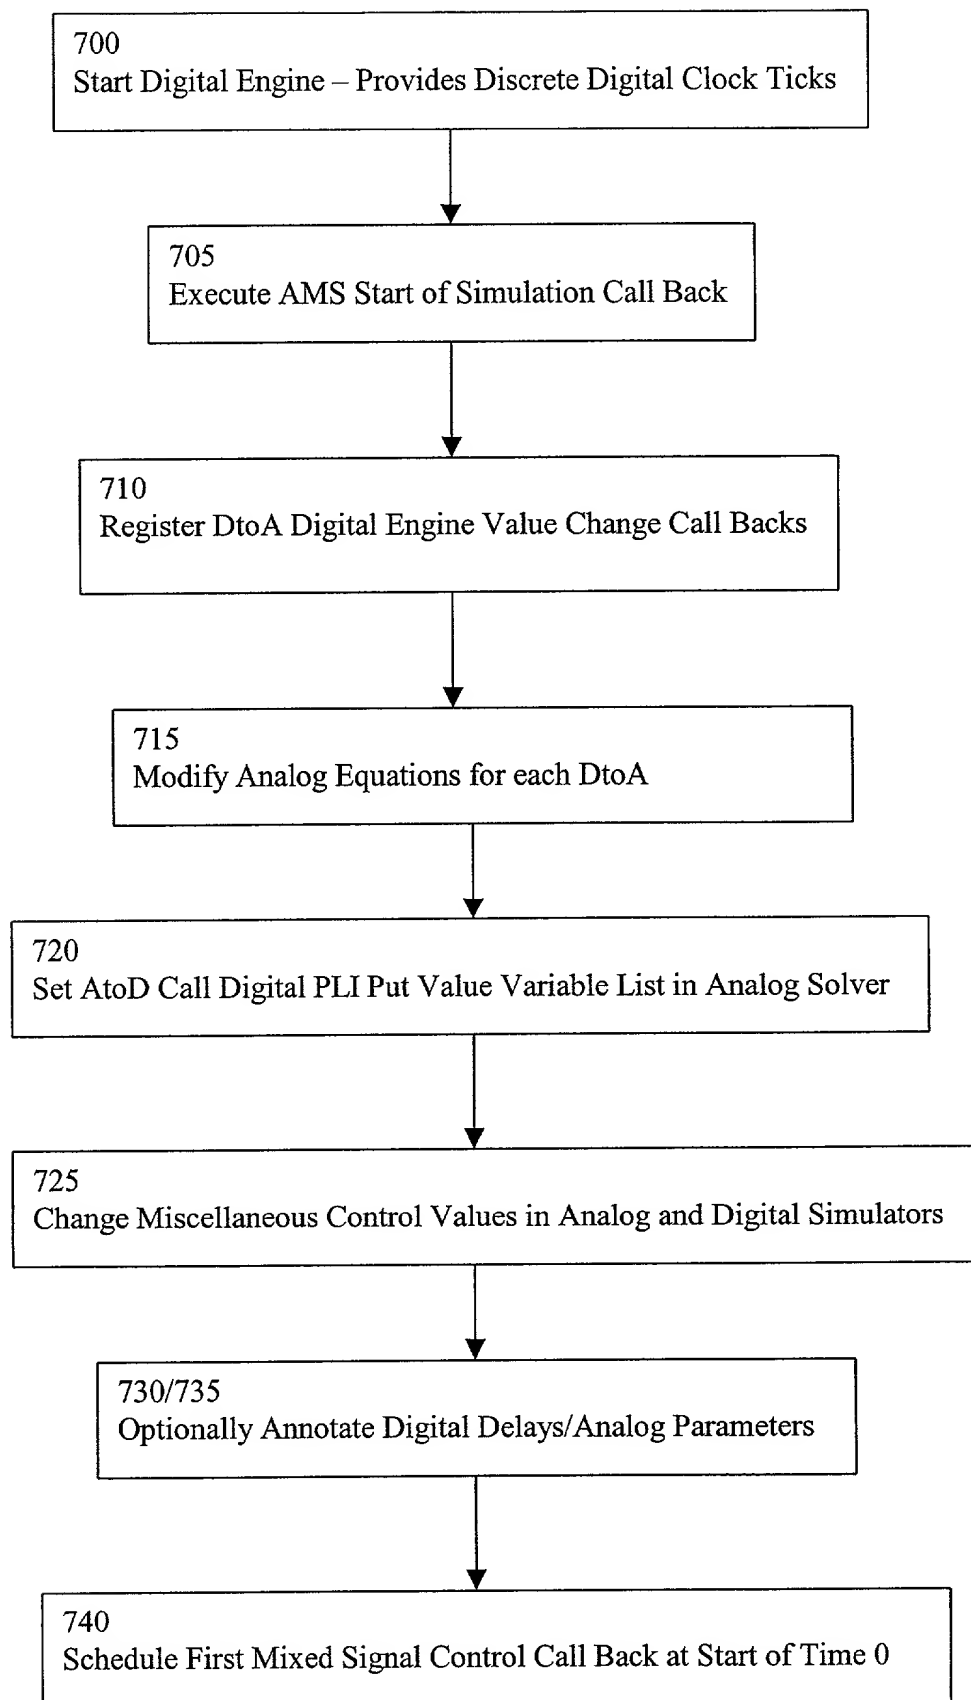 700
Start Digital Engine – Provides Discrete Digital Clock Ticks
705
Execute AMS Start of Simulation Call Back
710
Register DtoA Digital Engine Value Change Call Backs
715
Modify Analog Equations for each DtoA
720
Set AtoD Call Digital PLI Put Value Variable List in Analog Solver
725
Change Miscellaneous Control Values in Analog and Digital Simulators
730/735
Optionally Annotate Digital Delays/Analog Parameters
740
Schedule First Mixed Signal Control Call Back at Start of Time 0